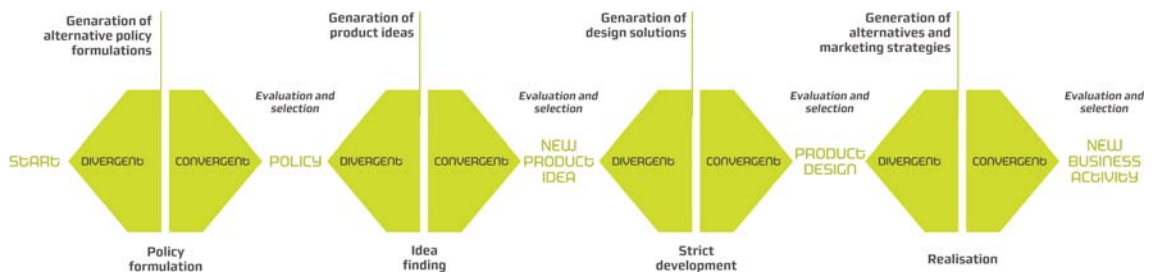 Genaration of
alternative policy
formulations
Genaration of
product ideas
Genaration of
design solutions
Generation of
alternatives and
marketing strategies
Evaluation and
selection
Evaluation and
selection
Evaluation and
selection
Evaluation and
selection
START
DIVERGENT
CONVERGENT
POLICY
DIVERGENT
CONVERGENT
NEW
PRODUCT
IDEA
DIVERGENT
CONVERGENT
PRODUCT
DESIGN
DIVERGENT
CONVERGENT
NEW
BUSINESS
ACTIVITY
Policy
formulation
Idea
finding
Strict
development
Realisation